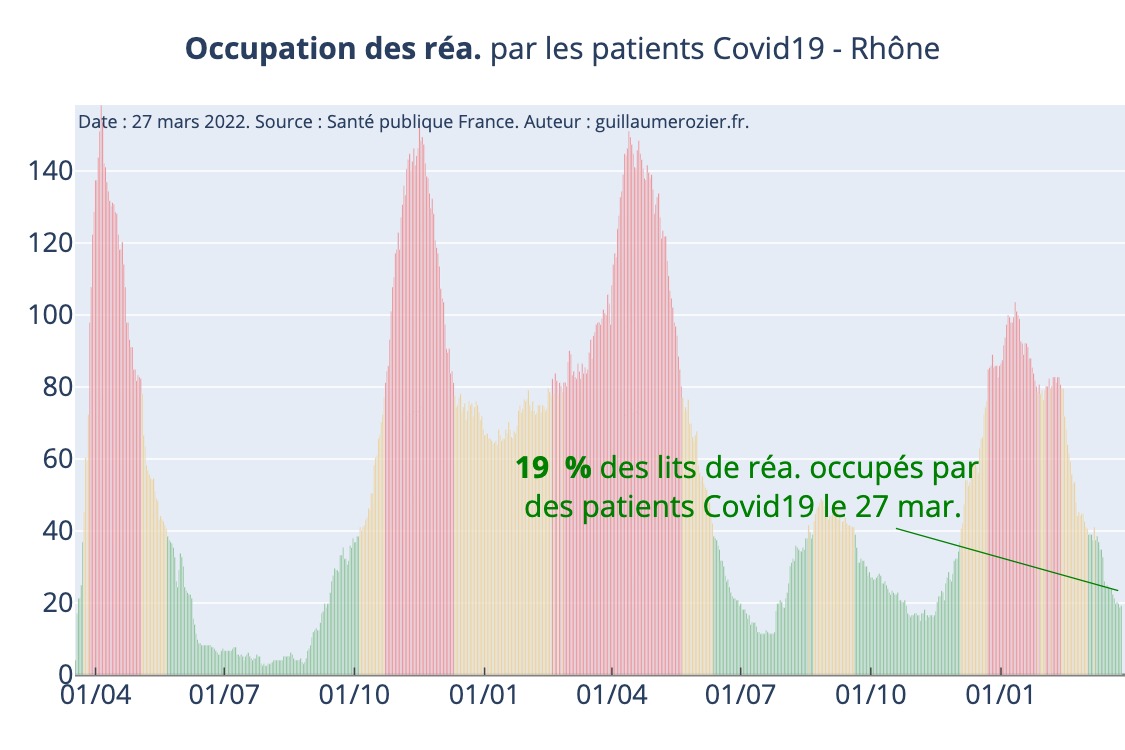 Occupation des réa. par les patients Covid19 - Rhône
Date : 27 mars 2022. Source : Santé publique France. Auteur : guillaumerozier.fr.
140
120
100
80
60
40
20
0
19 % des lits de réa. occupés par
des patients Covid19 le 27 mar.
01/04 01/07 01/10 01/01 01/04 01/07 01/10 01/01